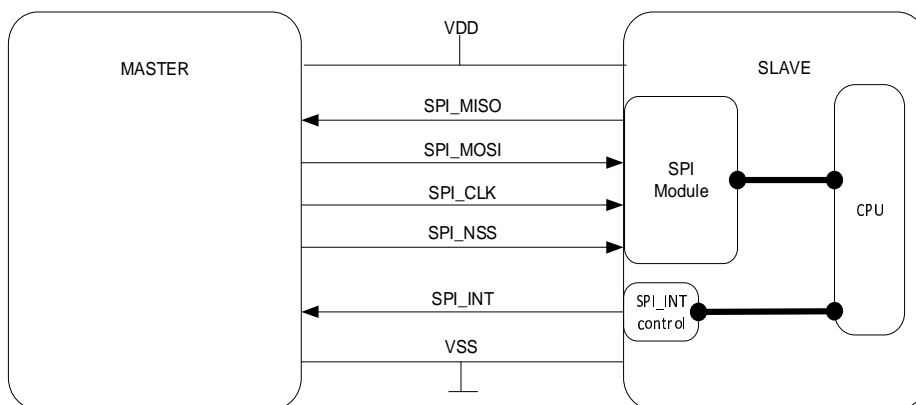 VDD
MASTER
SLAVE
SPI_MISO
SPI_MOSI
SPI
Module
SPI_CLK
CPU
SPI_NSS
SPI_INT
SPI_INT
control
VSS